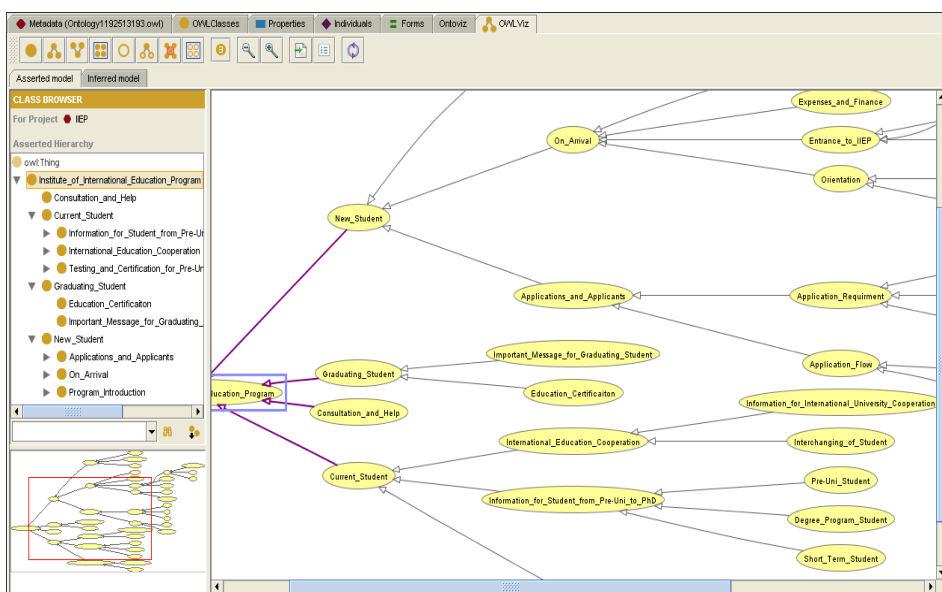 Metadata (Ontology1192513193.owl) OWLClasses Properties Individuals Forms Ontoviz OWLViz
Asserted model Inferred model
CLASS BROWSER
For Project IIEP
Asserted Hierarchy
owl:Thing
Institute_of_International_Education_Program
Consultation_and_Help
Current_Student
Information_for_Student_from_Pre-Ur
International_Education_Cooperation
Testing_and_Certification_for_Pre-Ur
Graduating_Student
Education_Certificaiton
Important_Message_for_Graduating_
New_Student
Applications_and_Applicants
On_Arrival
Program_Introduction
Expenses_and_Finance
On_Arrival
Entrance_to_IIEP
Orientation
New_Student
Applications_and_Applicants
Application_Requirment
Important_Message_for_Graduating_Student
Application_Flow
Graduating_Student
ducation_Program
Education_Certificaiton
Information_for_International_University_Cooperation
Consultation_and_Help
International_Education_Cooperation
Interchanging_of_Student
Current_Student
Pre-Uni_Student
Information_for_Student_from_Pre-Uni_to_PhD
Degree_Program_Student
Short_Term_Student